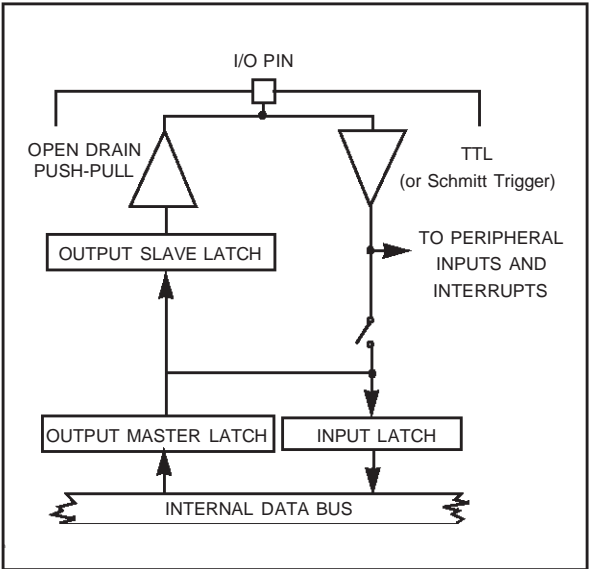 I/O PIN
OPEN DRAIN
PUSH-PULL
TTL
(or Schmitt Trigger)
OUTPUT SLAVE LATCH
TO PERIPHERAL
INPUTS AND
INTERRUPTS
OUTPUT MASTER LATCH
INPUT LATCH
INTERNAL DATA BUS